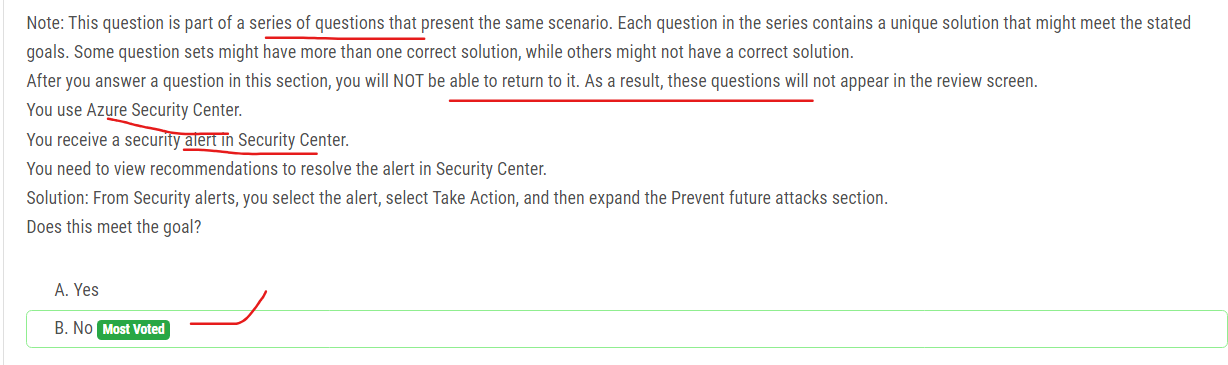 Note: This question is part of a series of questions that present the same scenario. Each question in the series contains a unique solution that might meet the stated
goals. Some question sets might have more than one correct solution, while others might not have a correct solution.
After you answer a question in this section, you will NOT be able to return to it. As a result, these questions will not appear in the review screen.
You use Azure Security Center.
You receive a security alert in Security Center.
You need to view recommendations to resolve the alert in Security Center.
Solution: From Security alerts, you select the alert, select Take Action, and then expand the Prevent future attacks section.
Does this meet the goal?
A. Yes
B. No Most Voted